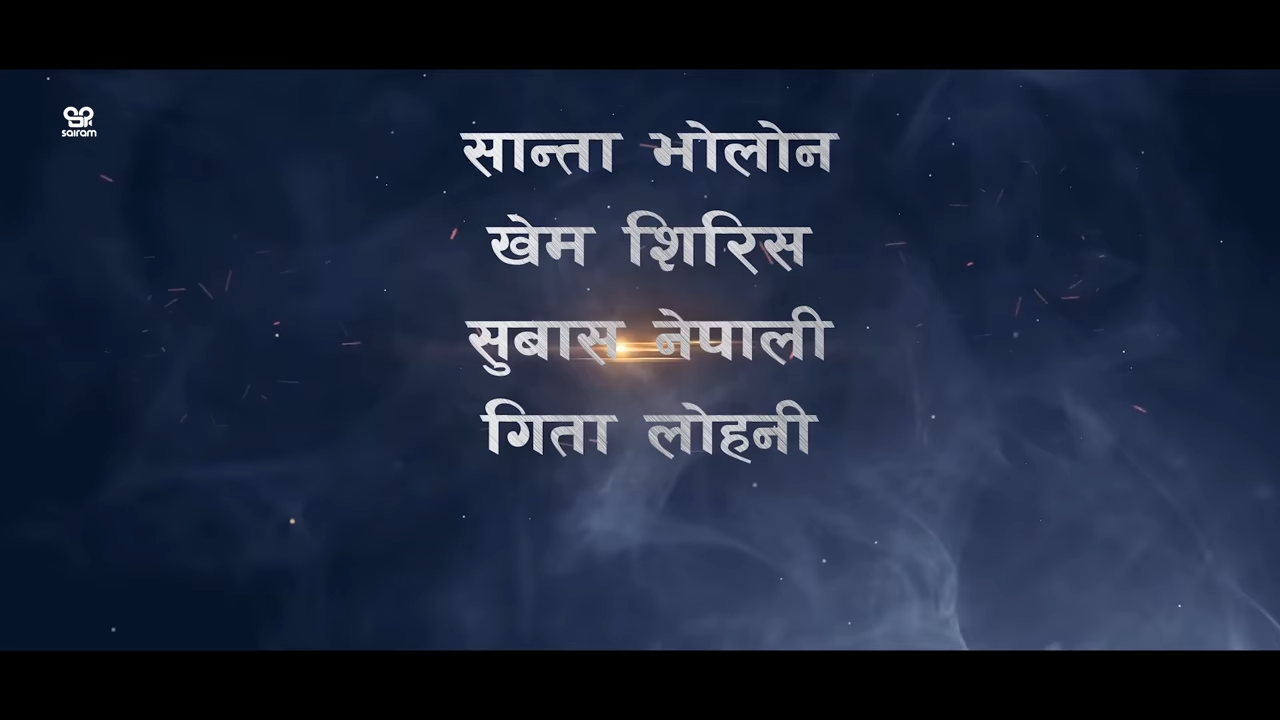 sairam
सान्ता भोलोन
खेम शिरिस
सुबास नेपाली
गिता लोहनी